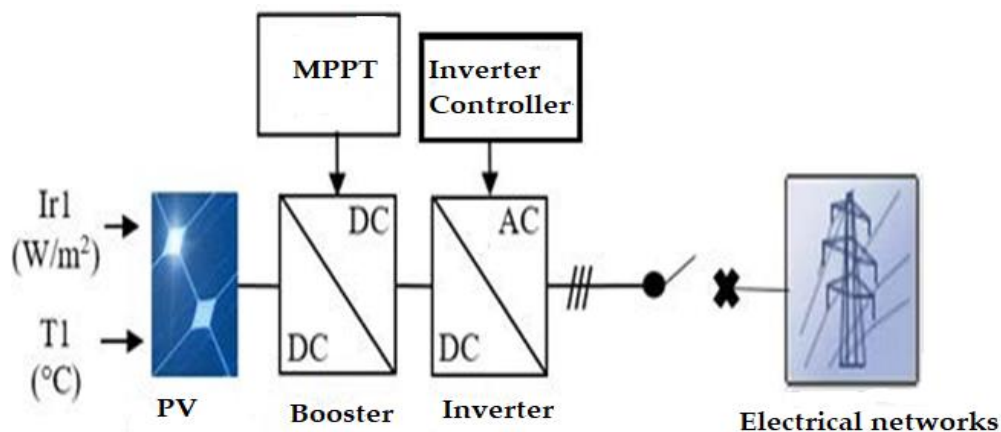 MPPT
Inverter
Controller
Ir1
(W/m²)
T1
(°C)
DC
DC
AC
DC
PV
Booster
Inverter
Electrical networks